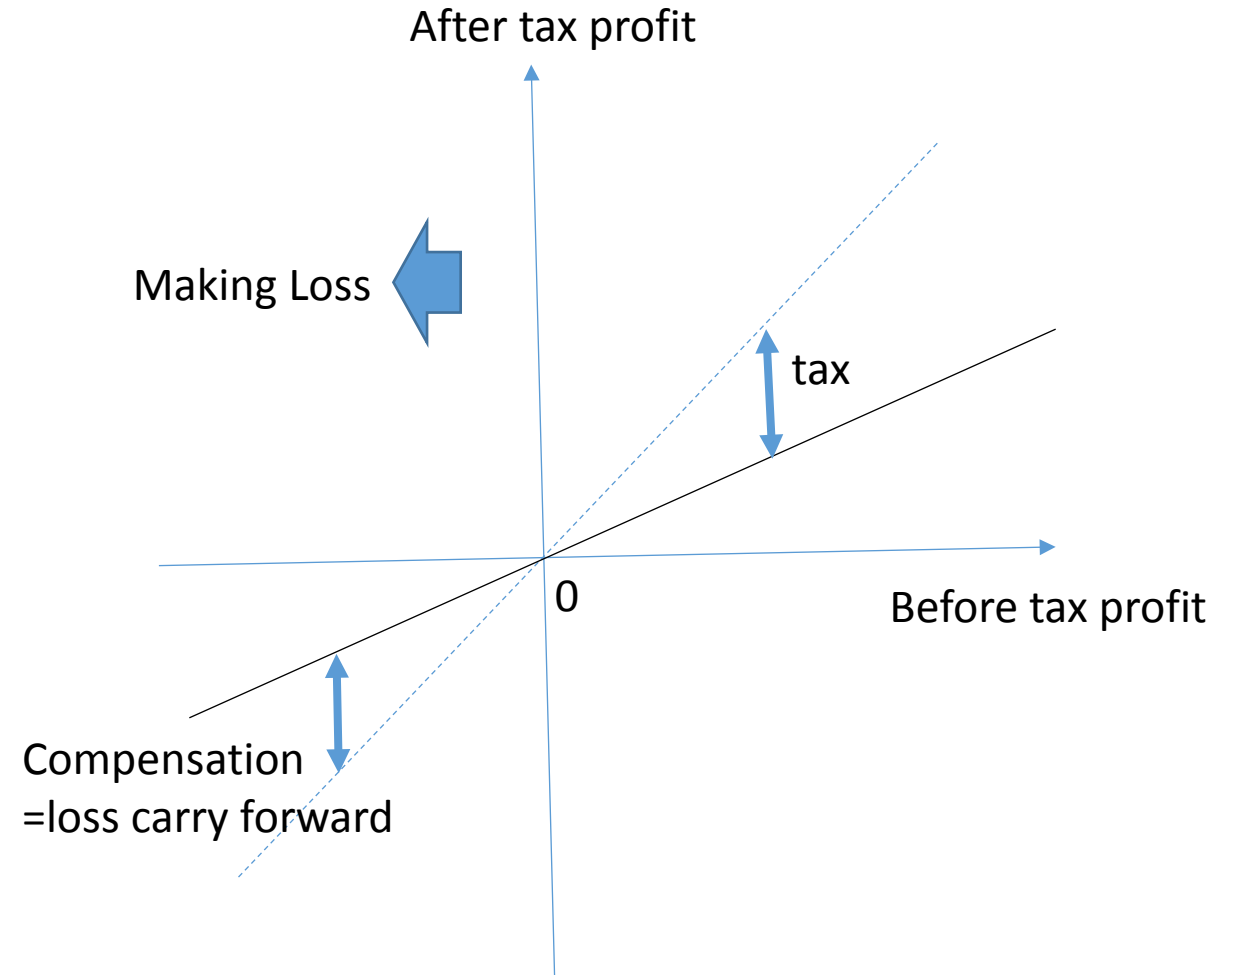 After tax profit
Making Loss
tax
0
Before tax profit
Compensation
=loss carry forward